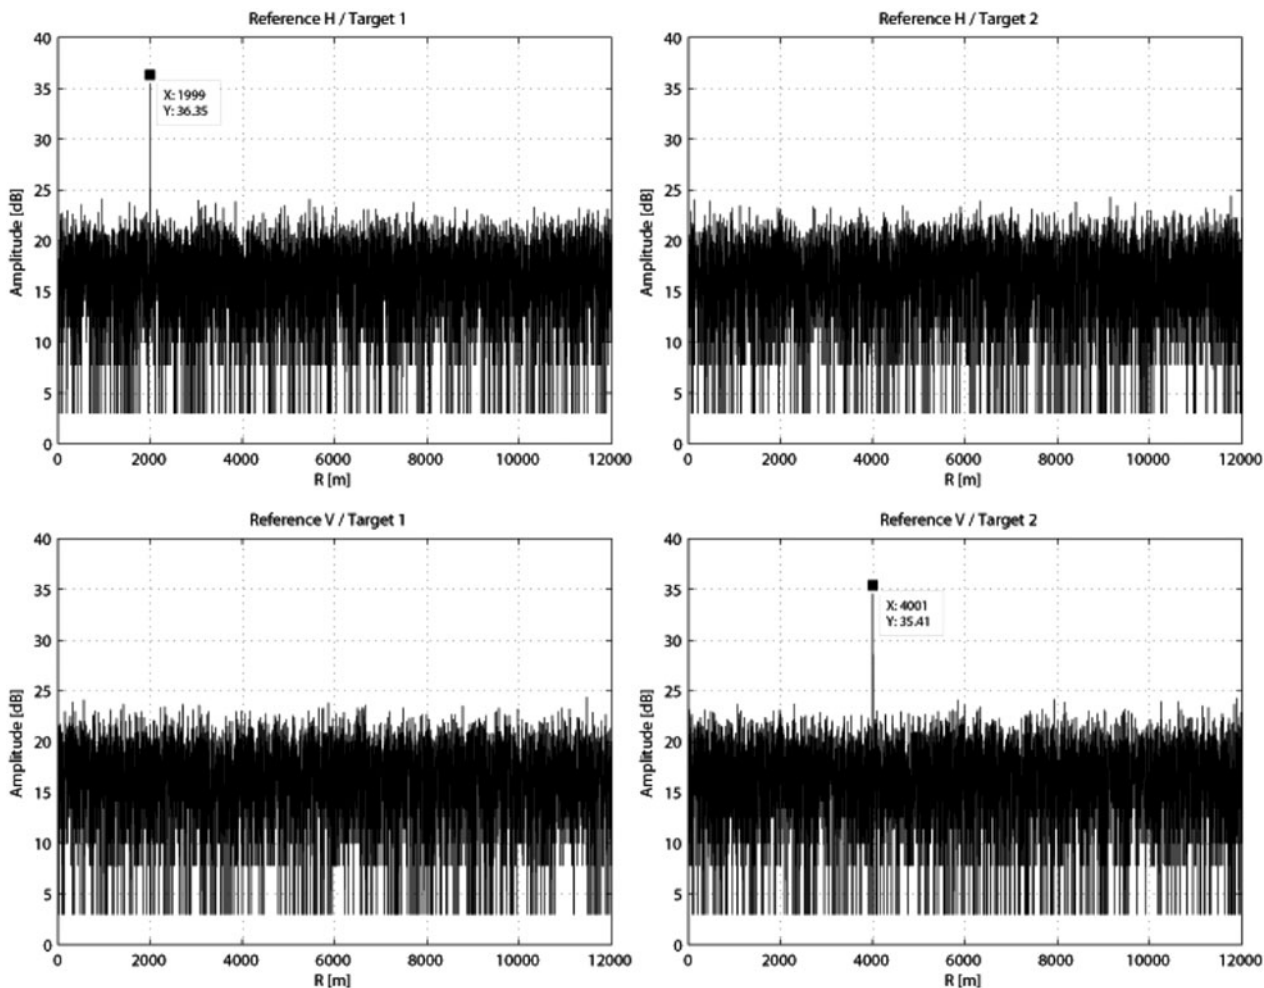 Reference H / Target 1
40
35
30
25
20
15
10
5
0
Amplitude [dB]
X: 1999
Y: 36.35
0 2000 4000 6000 8000 10000 12000
R [m]
Reference H / Target 2
40
35
30
25
20
15
10
5
0
Amplitude [dB]
0 2000 4000 6000 8000 10000 12000
R [m]
Reference V / Target 1
40
35
30
25
20
15
10
5
0
Amplitude [dB]
0 2000 4000 6000 8000 10000 12000
R [m]
Reference V / Target 2
40
35
30
25
20
15
10
5
0
Amplitude [dB]
X: 4001
Y: 35.41
0 2000 4000 6000 8000 10000 12000
R [m]